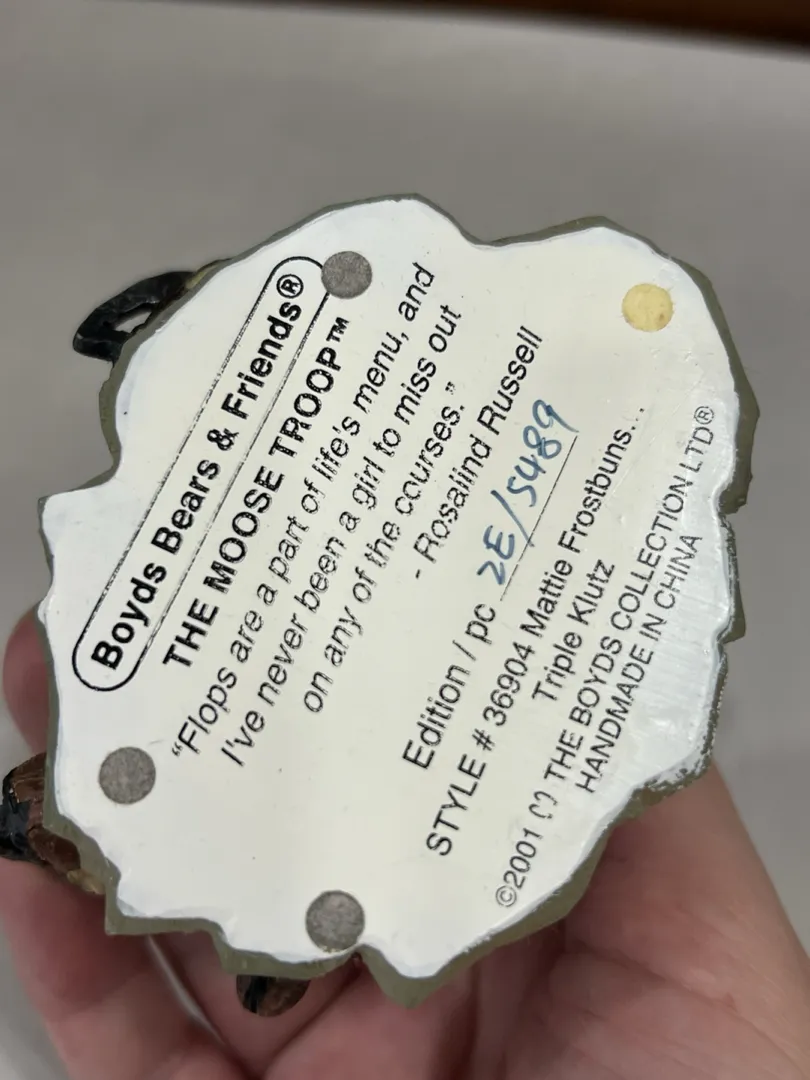 Boyds Bears & Friends®
THE MOOSE TROOP™
“Flops are a part of life's menu, and
I've never been a girl to miss out
on any of the courses.”
- Rosalind Russell
Edition / pc 2E/5489
STYLE # 36904 Mattie Frostbuns...
Triple Klutz
©2001 THE BOYDS COLLECTION LTD®
HANDMADE IN CHINA